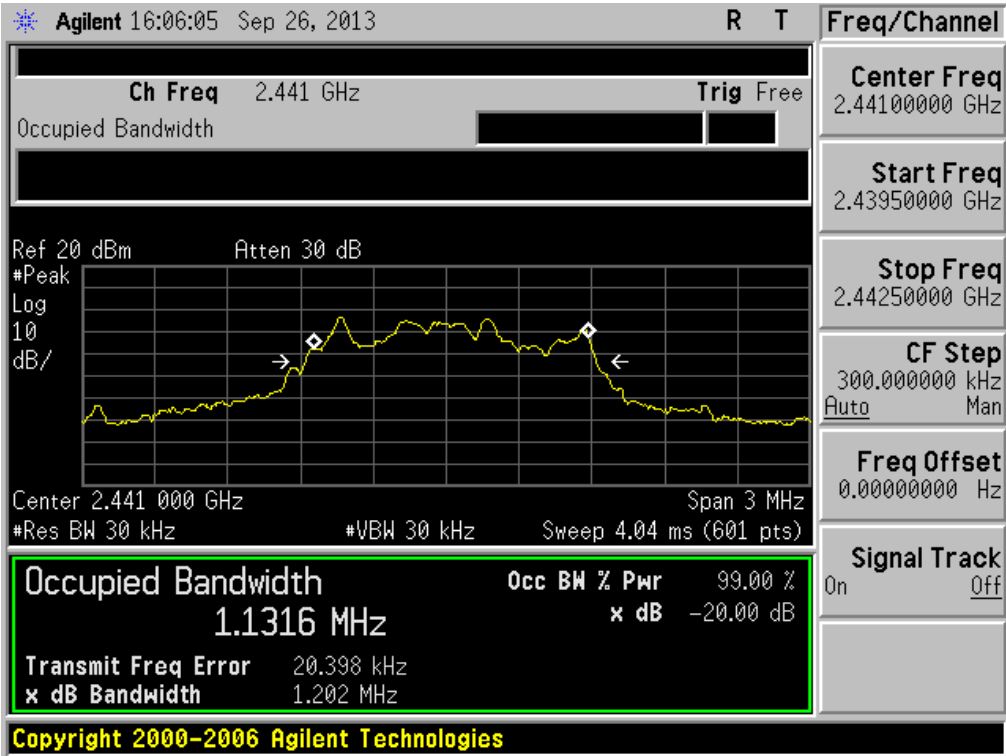 Agilent 16:06:05 Sep 26, 2013 R T
Freq/Channel
Ch Freq 2.441 GHz Trig Free
Occupied Bandwidth
Center Freq
2.44100000 GHz
Start Freq
2.43950000 GHz
Stop Freq
2.44250000 GHz
CF Step
300.000000 kHz
Auto Man
Freq Offset
0.00000000 Hz
Signal Track
On Off
Ref 20 dBm Atten 30 dB
#Peak
Log
10
dB/
Center 2.441 000 GHz Span 3 MHz
#Res BW 30 kHz #VBW 30 kHz Sweep 4.04 ms (601 pts)
Occupied Bandwidth
1.1316 MHz
Occ BW % Pwr 99.00 %
x dB -20.00 dB
Transmit Freq Error 20.398 kHz
x dB Bandwidth 1.202 MHz
Copyright 2000-2006 Agilent Technologies